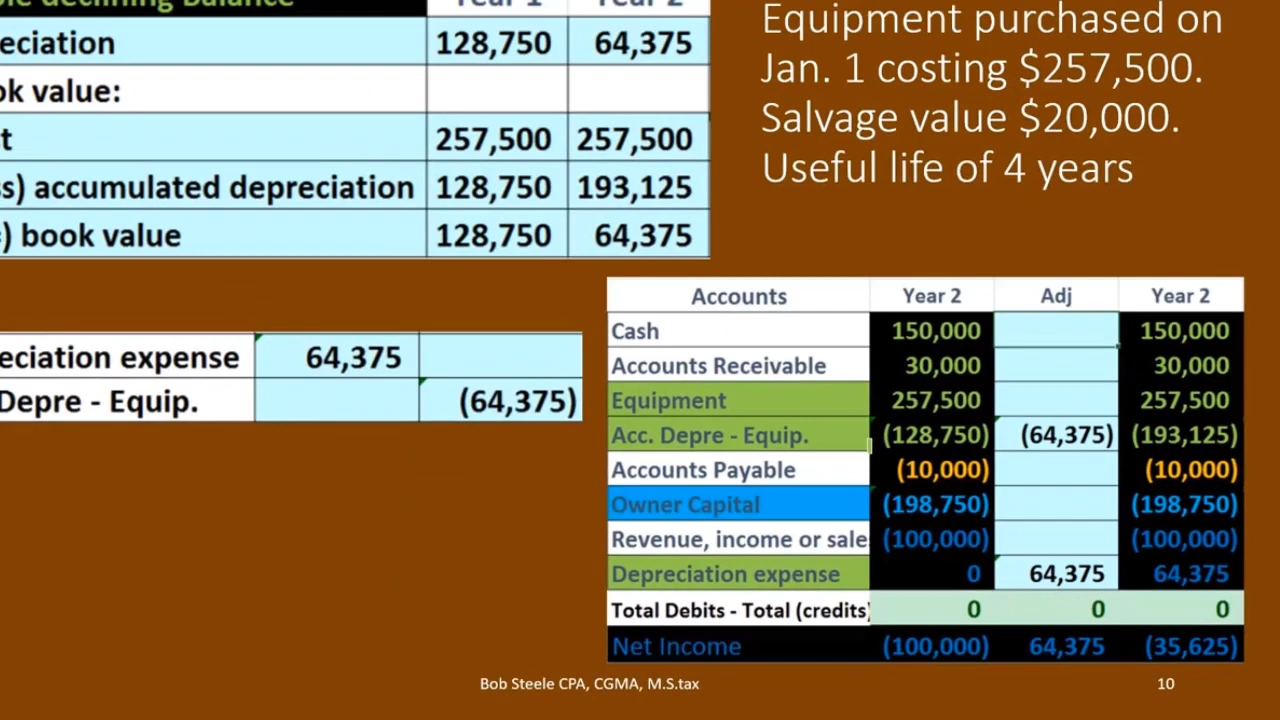 Year 1 Year 2
eciation 128,750 64,375
ok value:
t 257,500 257,500
ss) accumulated depreciation 128,750 193,125
) book value 128,750 64,375
Equipment purchased on
Jan. 1 costing $257,500.
Salvage value $20,000.
Useful life of 4 years
eciation expense 64,375
Depre - Equip. (64,375)
Accounts Year 2 Adj Year 2
Cash 150,000 150,000
Accounts Receivable 30,000 30,000
Equipment 257,500 257,500
Acc. Depre - Equip. (128,750) (64,375) (193,125)
Accounts Payable (10,000) (10,000)
Owner Capital (198,750) (198,750)
Revenue, income or sale (100,000) (100,000)
Depreciation expense 0 64,375 64,375
Total Debits - Total (credits) 0 0 0
Net Income (100,000) 64,375 (35,625)
Bob Steele CPA, CGMA, M.S.tax 10